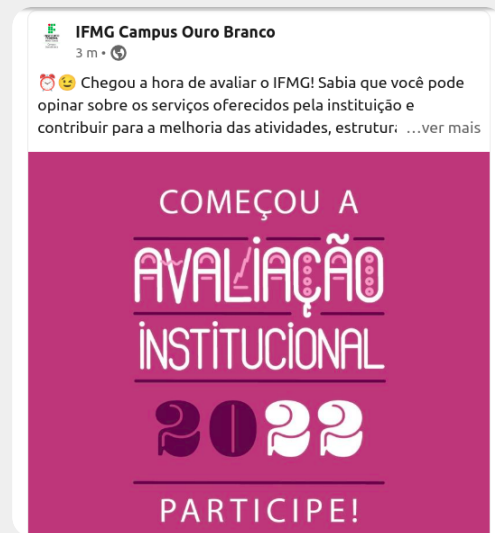 IFMG Campus Ouro Branco
3 m •
⏰😉 Chegou a hora de avaliar o IFMG! Sabia que você pode
opinar sobre os serviços oferecidos pela instituição e
contribuir para a melhoria das atividades, estrutura ...ver mais
COMEÇOU A
AVALIAÇÃO
INSTITUCIONAL
2022
PARTICIPE!